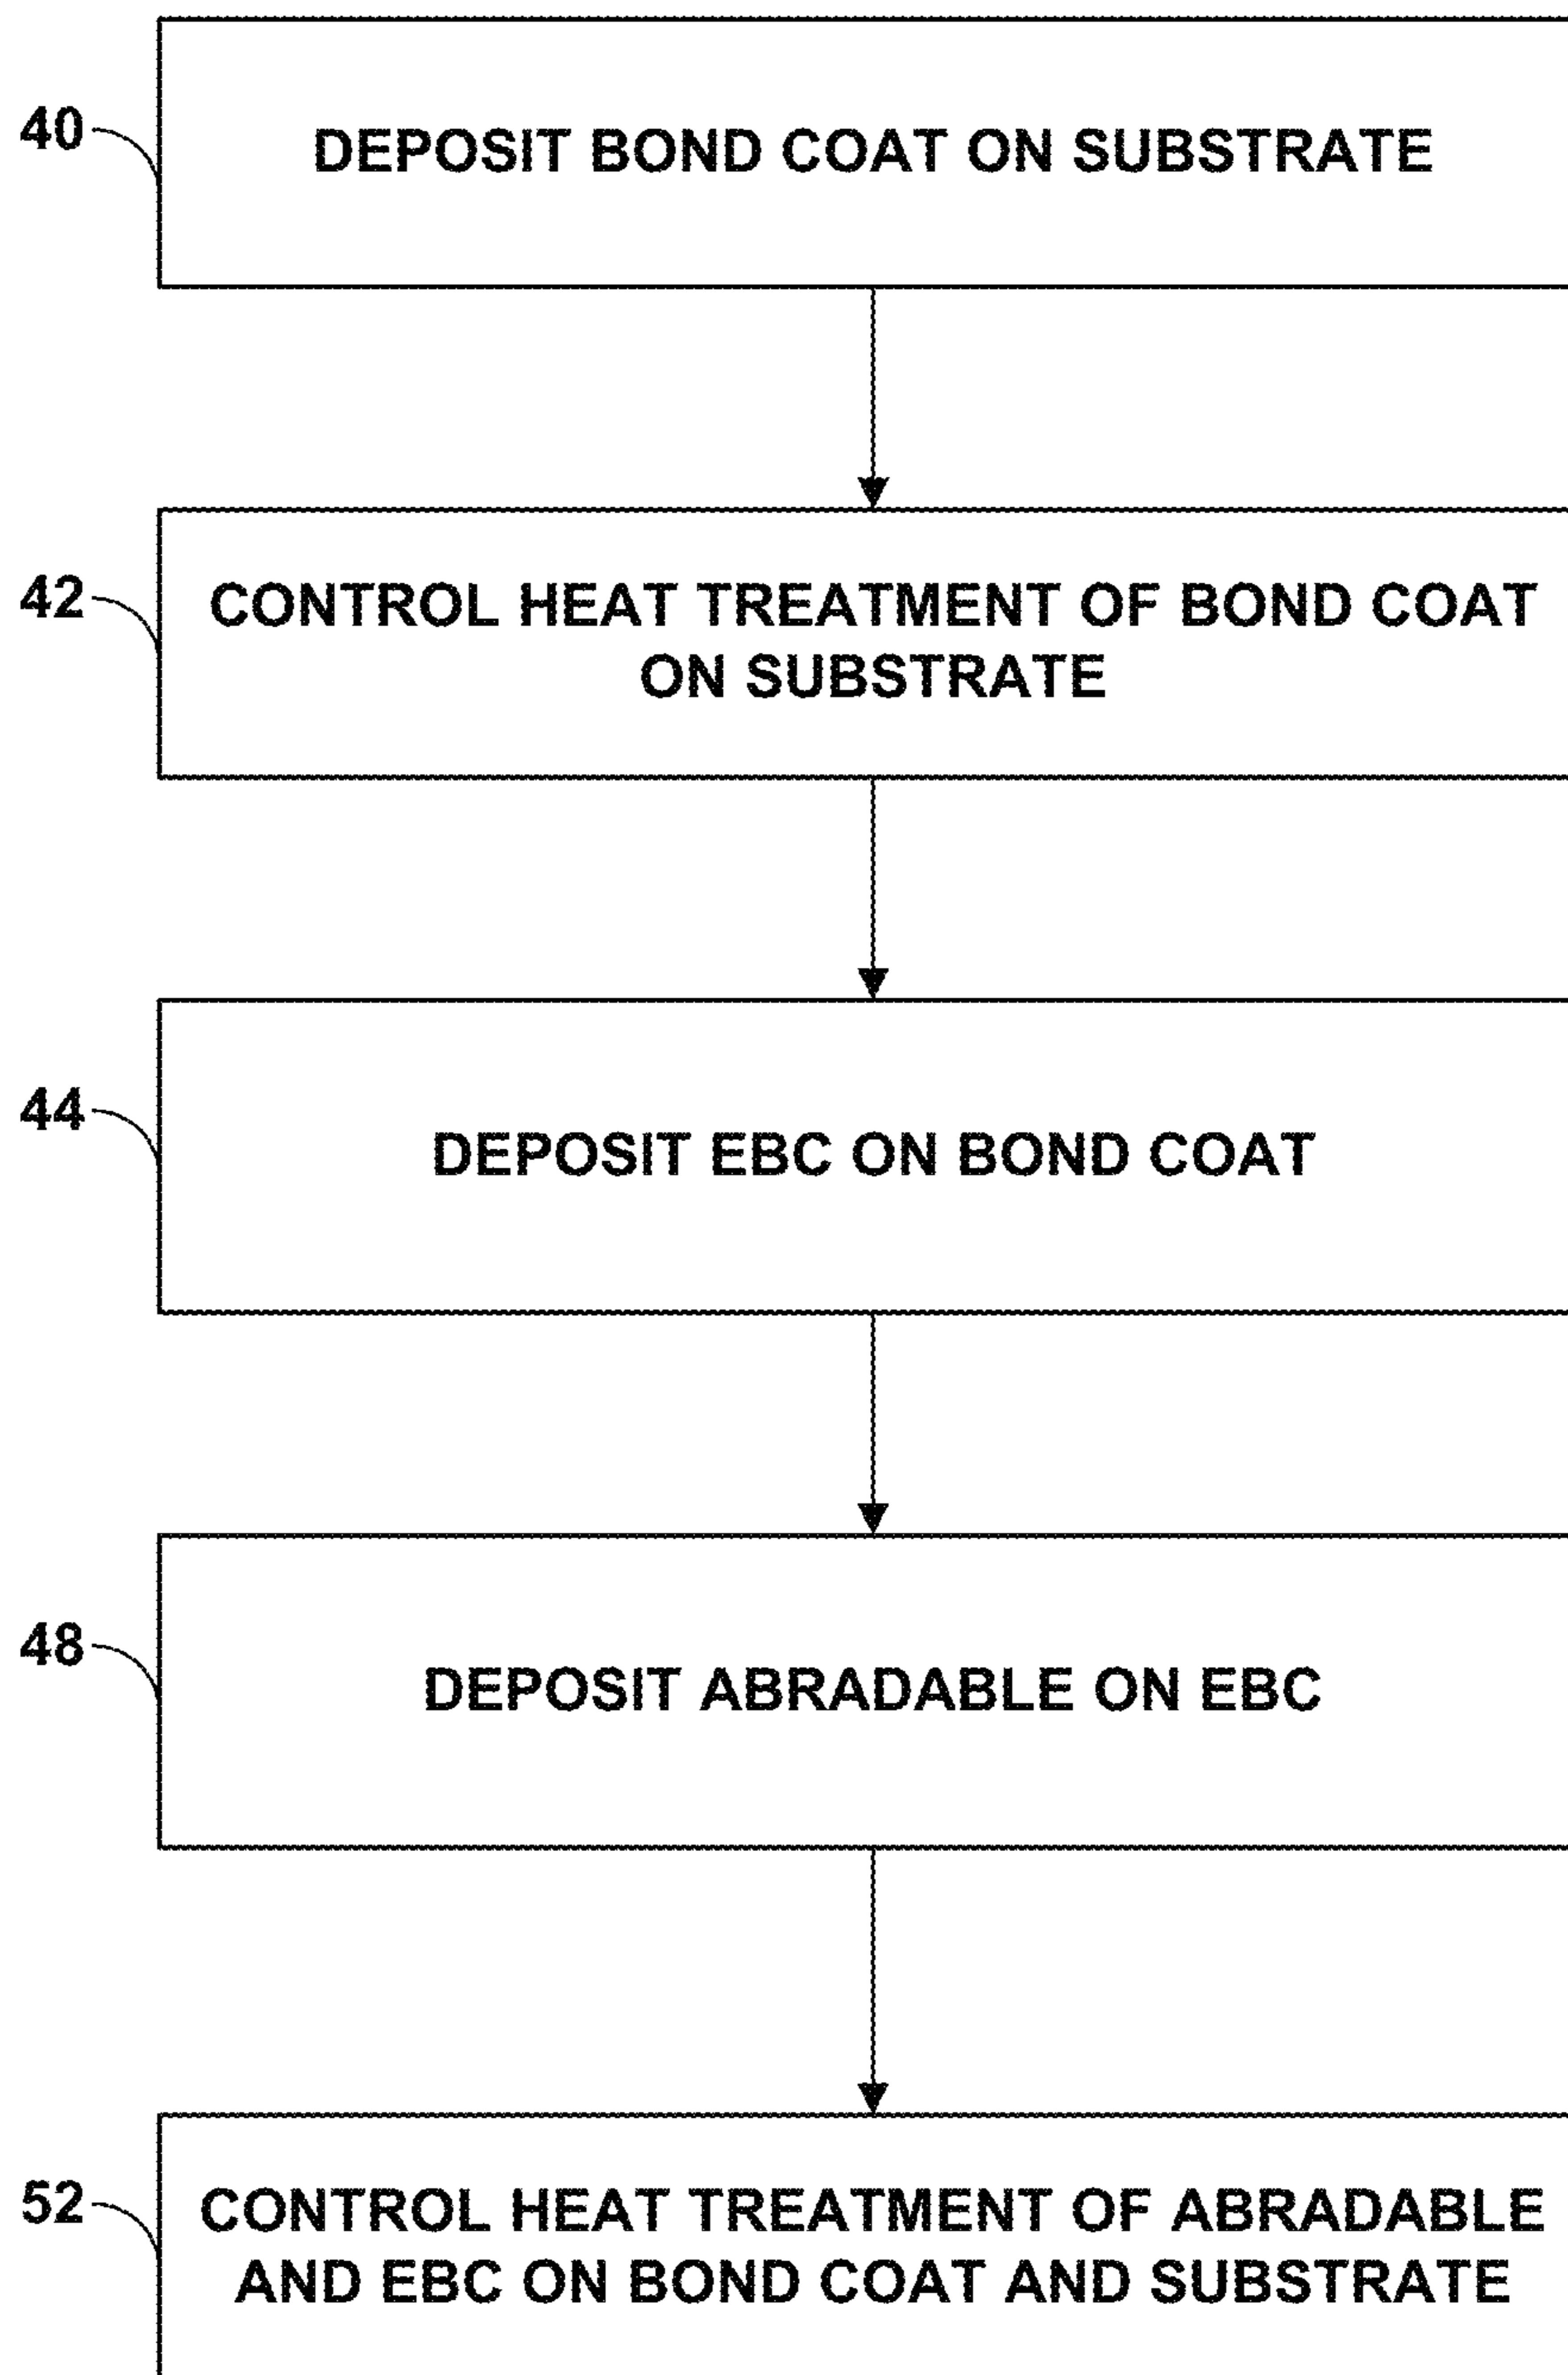 40
DEPOSIT BOND COAT ON SUBSTRATE
42
CONTROL HEAT TREATMENT OF BOND COAT
ON SUBSTRATE
44
DEPOSIT EBC ON BOND COAT
48
DEPOSIT ABRADABLE ON EBC
52
CONTROL HEAT TREATMENT OF ABRADABLE
AND EBC ON BOND COAT AND SUBSTRATE